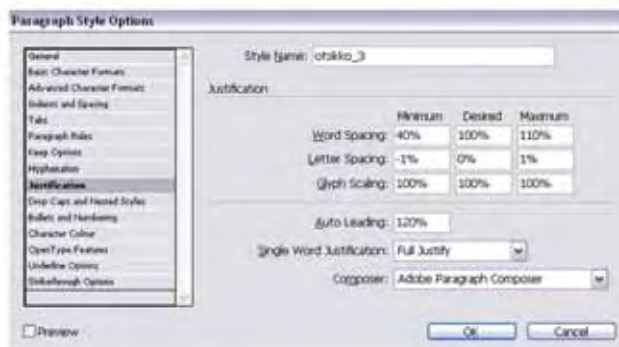 Paragraph Style Options
General
Basic Character Formats
Advanced Character Formats
Indents and Spacing
Tabs
Paragraph Rules
Keep Options
Hyphenation
Justification
Drop Caps and Nested Styles
Bullets and Numbering
Character Colour
OpenType Features
Underline Options
Strikethrough Options
Style Name: otsikko_3
Justification
Minimum Desired Maximum
Word Spacing: 40% 100% 110%
Letter Spacing: -1% 0% 1%
Glyph Scaling: 100% 100% 100%
Auto Leading: 120%
Single Word Justification: Full Justify
Composer: Adobe Paragraph Composer
Preview
OK Cancel